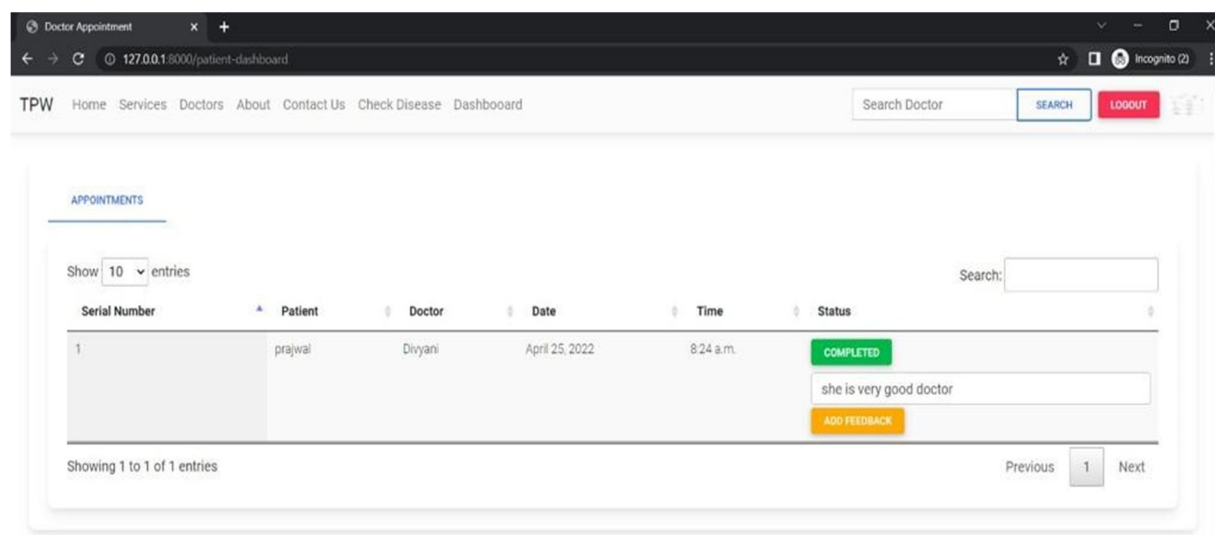 Doctor Appointment
127.0.0.1:8000/patient-dashboard
Incognito (2)
TPW Home Services Doctors About Contact Us Check Disease Dashbooard Search Doctor SEARCH LOGOUT
APPOINTMENTS
Show 10 entries Search:
Serial Number Patient Doctor Date Time Status
1 prajwal Divyani April 25, 2022 8:24 a.m. COMPLETED
she is very good doctor
ADD FEEDBACK
Showing 1 to 1 of 1 entries Previous 1 Next